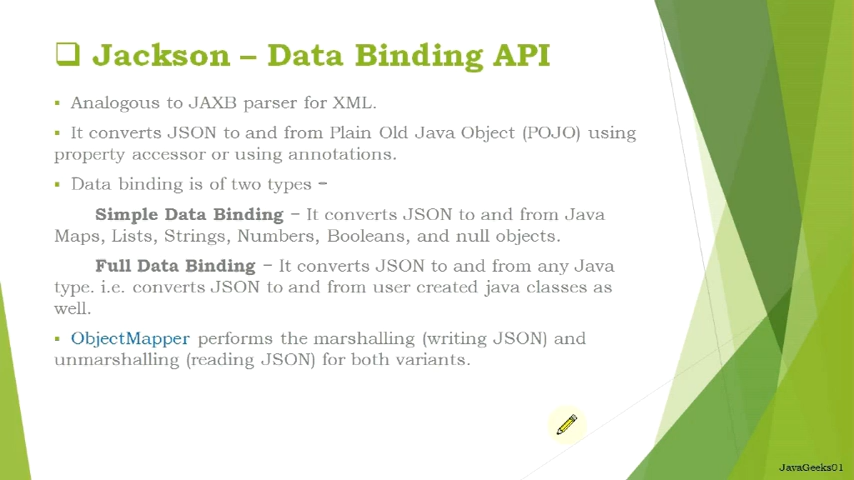 ❑ Jackson – Data Binding API
▪ Analogous to JAXB parser for XML.
▪ It converts JSON to and from Plain Old Java Object (POJO) using
property accessor or using annotations.
▪ Data binding is of two types −
Simple Data Binding − It converts JSON to and from Java
Maps, Lists, Strings, Numbers, Booleans, and null objects.
Full Data Binding − It converts JSON to and from any Java
type. i.e. converts JSON to and from user created java classes as
well.
▪ ObjectMapper performs the marshalling (writing JSON) and
unmarshalling (reading JSON) for both variants.
JavaGeeks01